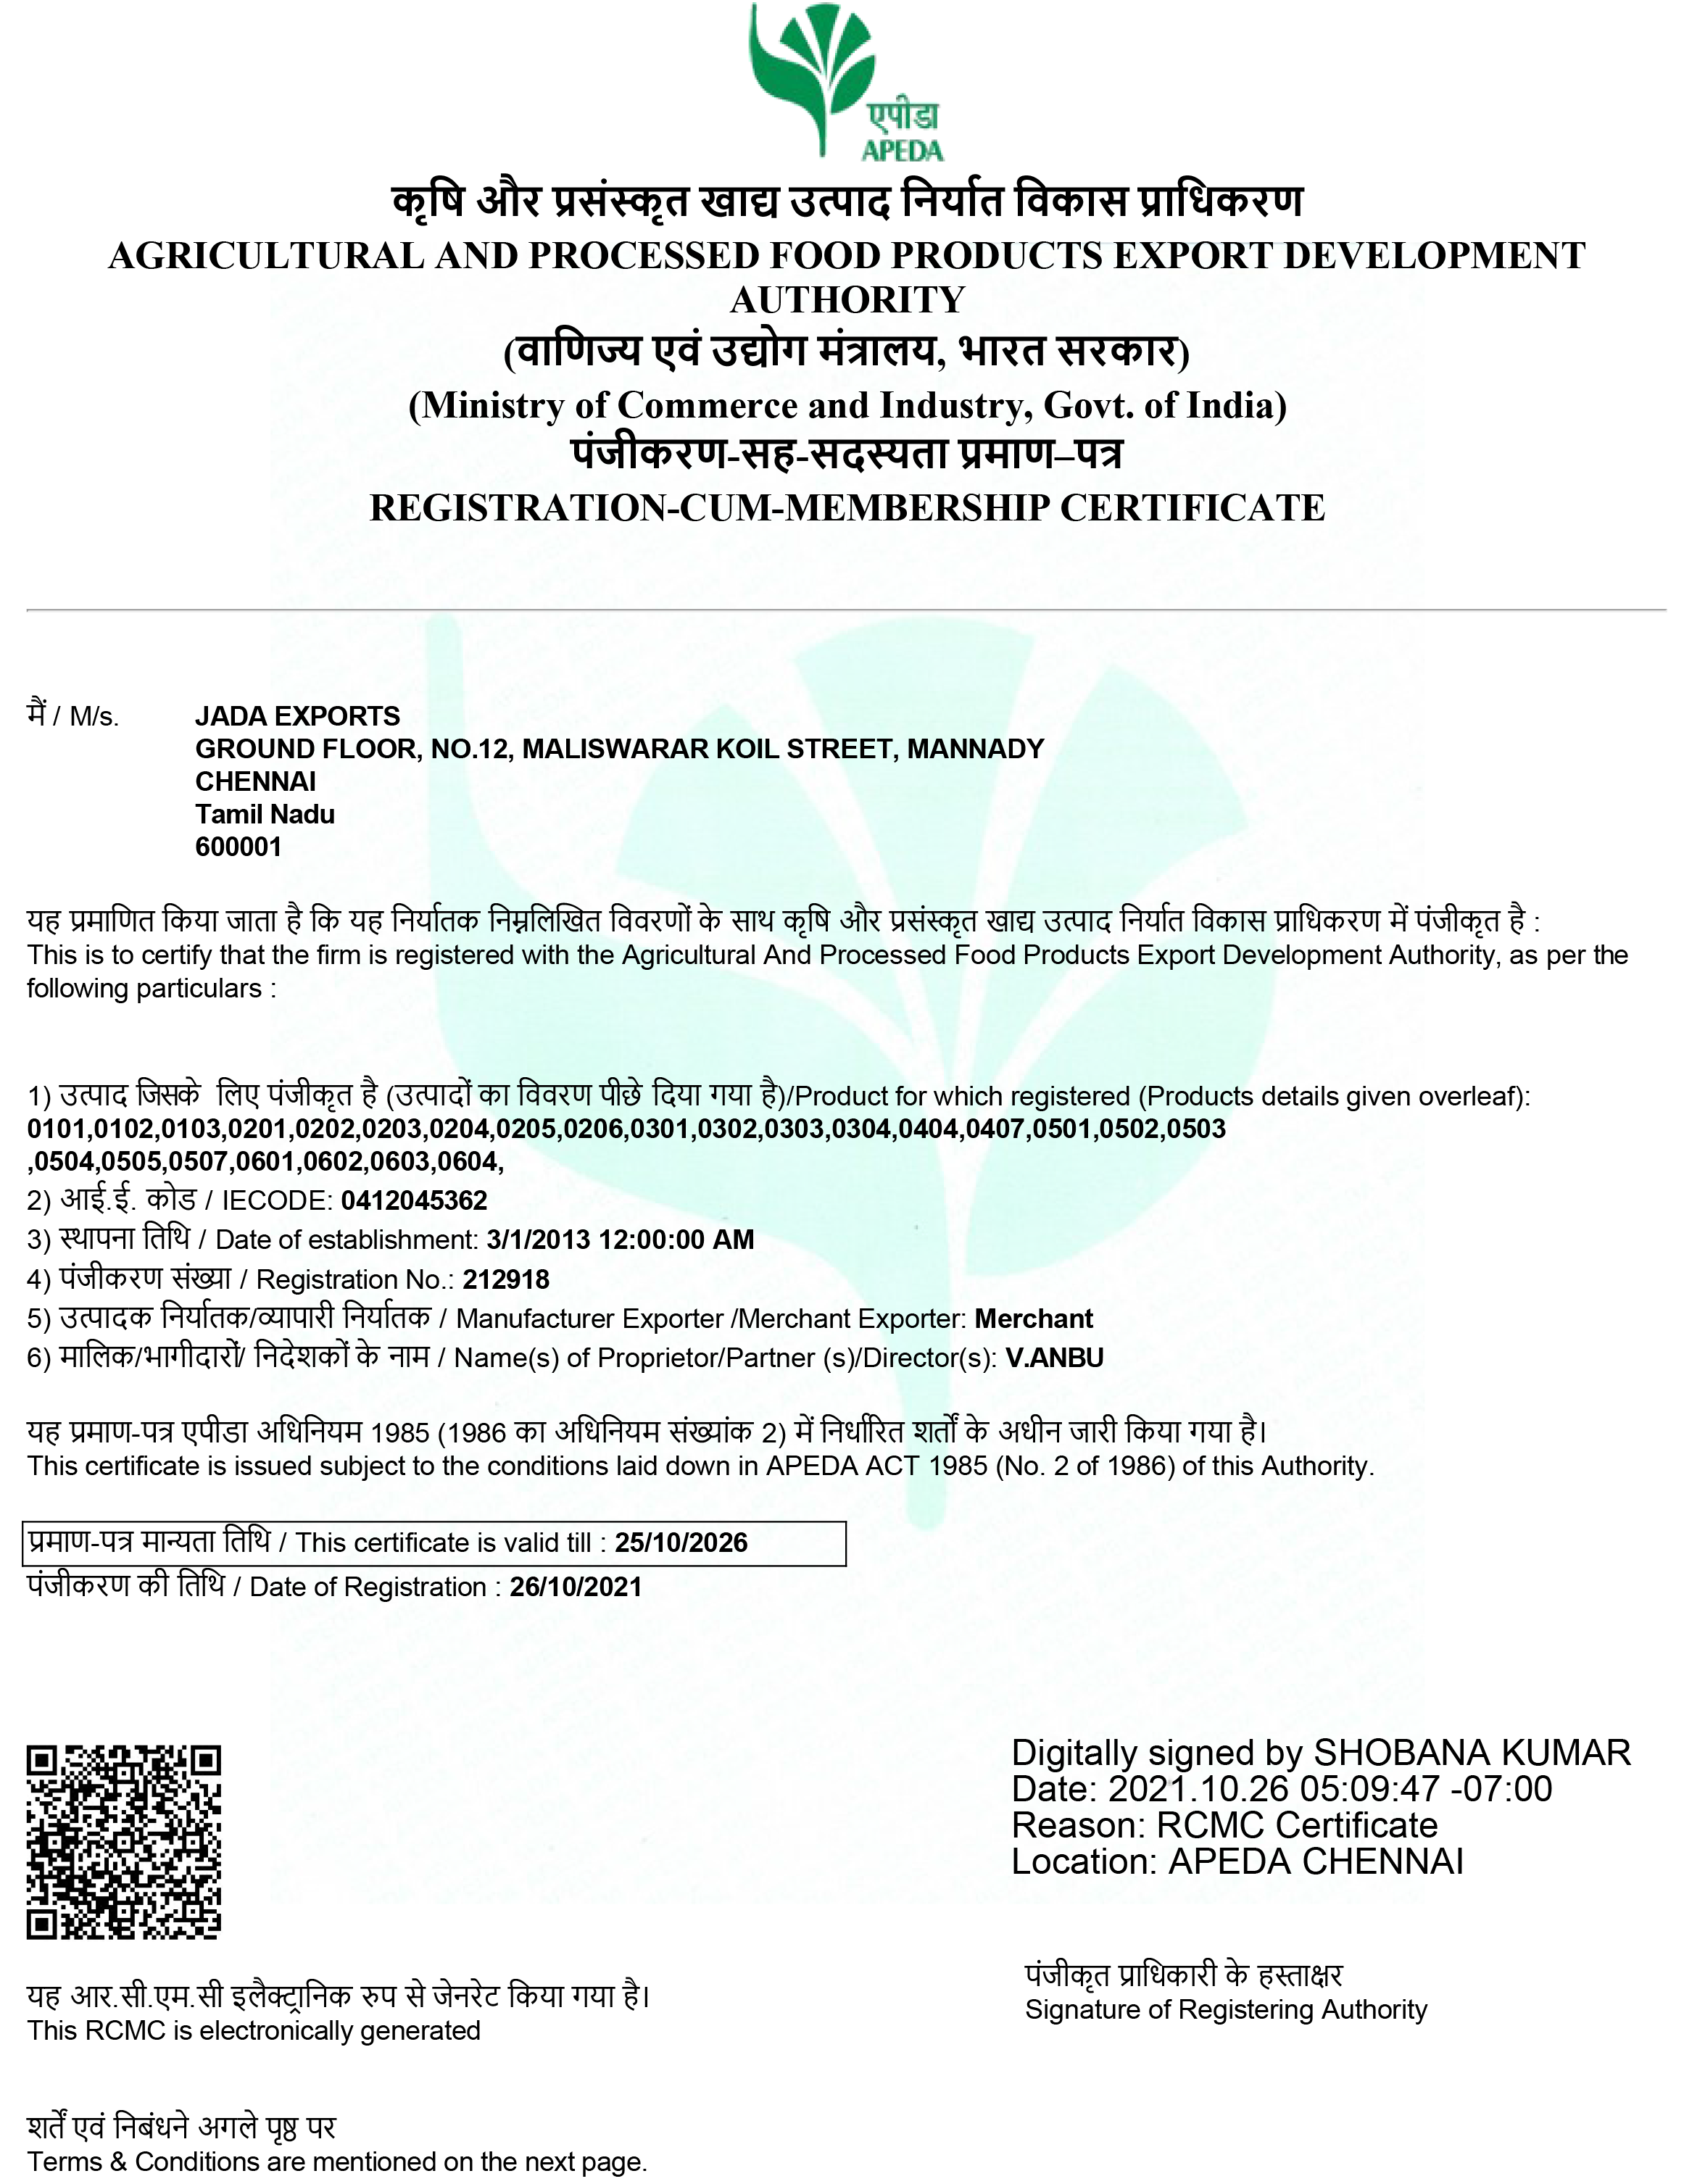 एपीडा
APEDA
कृषि और प्रसंस्कृत खाद्य उत्पाद निर्यात विकास प्राधिकरण
AGRICULTURAL AND PROCESSED FOOD PRODUCTS EXPORT DEVELOPMENT
AUTHORITY
(वाणिज्य एवं उद्योग मंत्रालय, भारत सरकार)
(Ministry of Commerce and Industry, Govt. of India)
पंजीकरण-सह-सदस्यता प्रमाण–पत्र
REGISTRATION-CUM-MEMBERSHIP CERTIFICATE
मैं / M/s. JADA EXPORTS
GROUND FLOOR, NO.12, MALISWARAR KOIL STREET, MANNADY
CHENNAI
Tamil Nadu
600001
यह प्रमाणित किया जाता है कि यह निर्यातक निम्नलिखित विवरणों के साथ कृषि और प्रसंस्कृत खाद्य उत्पाद निर्यात विकास प्राधिकरण में पंजीकृत है :
This is to certify that the firm is registered with the Agricultural And Processed Food Products Export Development Authority, as per the
following particulars :
1) उत्पाद जिसके लिए पंजीकृत है (उत्पादों का विवरण पीछे दिया गया है)/Product for which registered (Products details given overleaf):
0101,0102,0103,0201,0202,0203,0204,0205,0206,0301,0302,0303,0304,0404,0407,0501,0502,0503
,0504,0505,0507,0601,0602,0603,0604,
2) आई.ई. कोड / IECODE: 0412045362
3) स्थापना तिथि / Date of establishment: 3/1/2013 12:00:00 AM
4) पंजीकरण संख्या / Registration No.: 212918
5) उत्पादक निर्यातक/व्यापारी निर्यातक / Manufacturer Exporter /Merchant Exporter: Merchant
6) मालिक/भागीदारों/ निदेशकों के नाम / Name(s) of Proprietor/Partner (s)/Director(s): V.ANBU
यह प्रमाण-पत्र एपीडा अधिनियम 1985 (1986 का अधिनियम संख्यांक 2) में निर्धारित शर्तों के अधीन जारी किया गया है।
This certificate is issued subject to the conditions laid down in APEDA ACT 1985 (No. 2 of 1986) of this Authority.
प्रमाण-पत्र मान्यता तिथि / This certificate is valid till : 25/10/2026
पंजीकरण की तिथि / Date of Registration : 26/10/2021
Digitally signed by SHOBANA KUMAR
Date: 2021.10.26 05:09:47 -07:00
Reason: RCMC Certificate
Location: APEDA CHENNAI
पंजीकृत प्राधिकारी के हस्ताक्षर
Signature of Registering Authority
यह आर.सी.एम.सी इलैक्ट्रानिक रुप से जेनरेट किया गया है।
This RCMC is electronically generated
शर्तें एवं निबंधने अगले पृष्ठ पर
Terms & Conditions are mentioned on the next page.